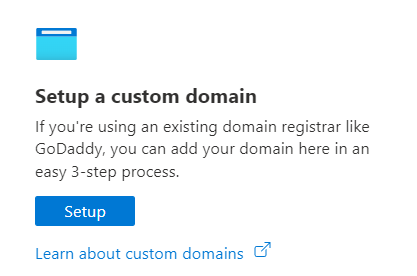 Setup a custom domain
If you're using an existing domain registrar like
GoDaddy, you can add your domain here in an
easy 3-step process.
Setup
Learn about custom domains